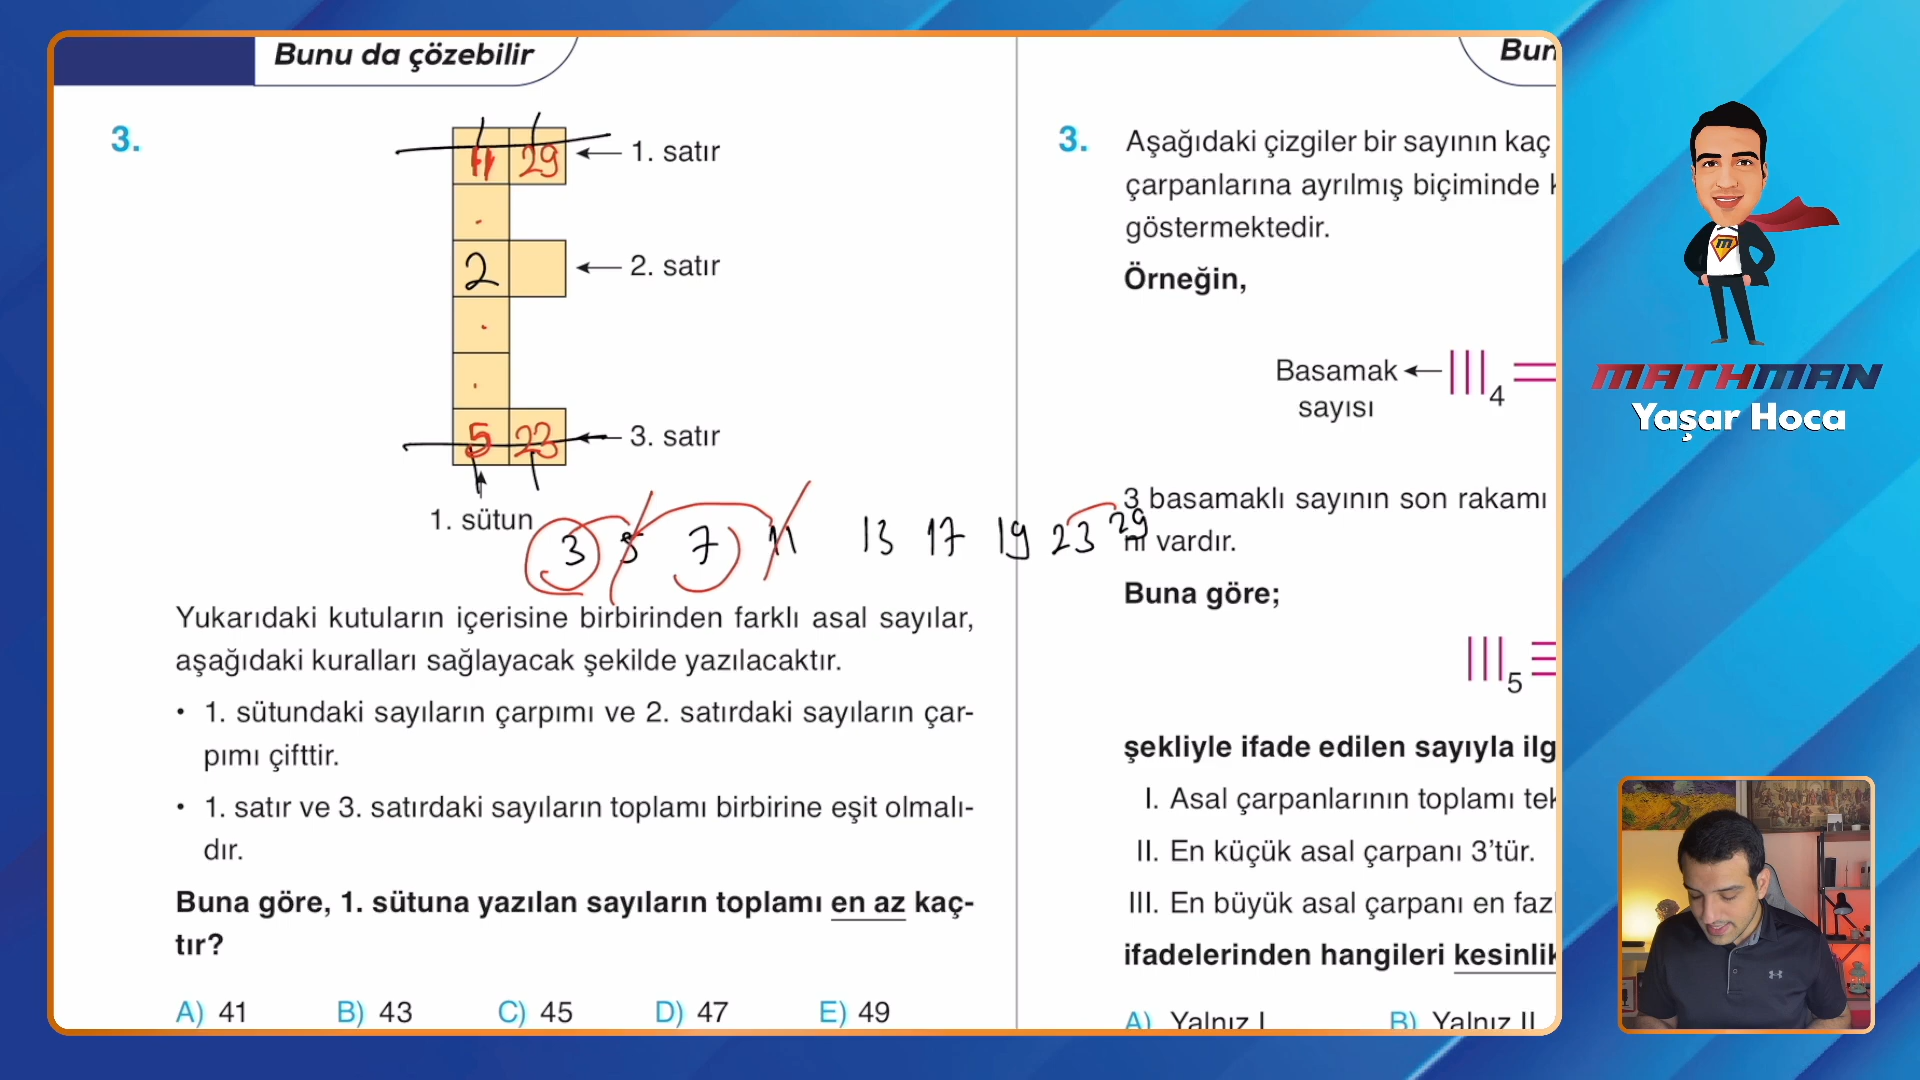 Bunu da çözebilir
3.
11 29
1. satır
2
2. satır
5 23
3. satır
1. sütun
3 5 7 11 13 17 19 23 29
Yukarıdaki kutuların içerisine birbirinden farklı asal sayılar,
aşağıdaki kuralları sağlayacak şekilde yazılacaktır.
• 1. sütundaki sayıların çarpımı ve 2. satırdaki sayıların çar-
pımı çifttir.
• 1. satır ve 3. satırdaki sayıların toplamı birbirine eşit olmalı-
dır.
Buna göre, 1. sütuna yazılan sayıların toplamı en az kaç-
tır?
A) 41 B) 43 C) 45 D) 47 E) 49
Bun
3. Aşağıdaki çizgiler bir sayının kaç
çarpanlarına ayrılmış biçiminde
göstermektedir.
Örneğin,
Basamak
sayısı
4
3 basamaklı sayının son rakamı
vardır.
Buna göre;
5
şekliyle ifade edilen sayıyla ilg
I. Asal çarpanlarının toplamı tek
II. En küçük asal çarpanı 3'tür.
III. En büyük asal çarpanı en fazl
ifadelerinden hangileri kesinlik
A) Yalnız I B) Yalnız II
m
MATHMAN
Yaşar Hoca